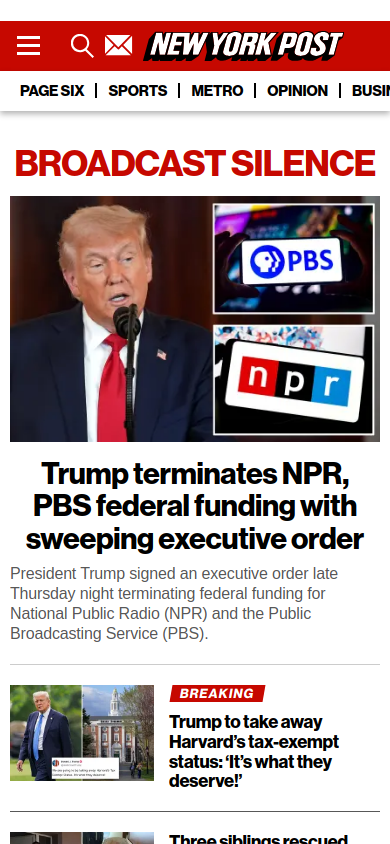 NEW YORK POST
PAGE SIX
SPORTS
METRO
OPINION
BROADCAST SILENCE
PBS
n p r
Trump terminates NPR,
PBS federal funding with
sweeping executive order
President Trump signed an executive order late
Thursday night terminating federal funding for
National Public Radio (NPR) and the Public
Broadcasting Service (PBS).
BREAKING
Trump to take away
Harvard's tax-exempt
status: ‘It’s what they
deserve!’
Three siblings rescued